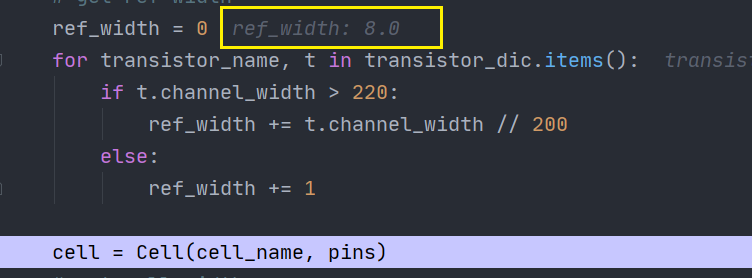 # get ref width
ref_width = 0  ref_width: 8.0
for transistor_name, t in transistor_dic.items():  transist
if t.channel_width > 220:
ref_width += t.channel_width // 200
else:
ref_width += 1
cell = Cell(cell_name, pins)